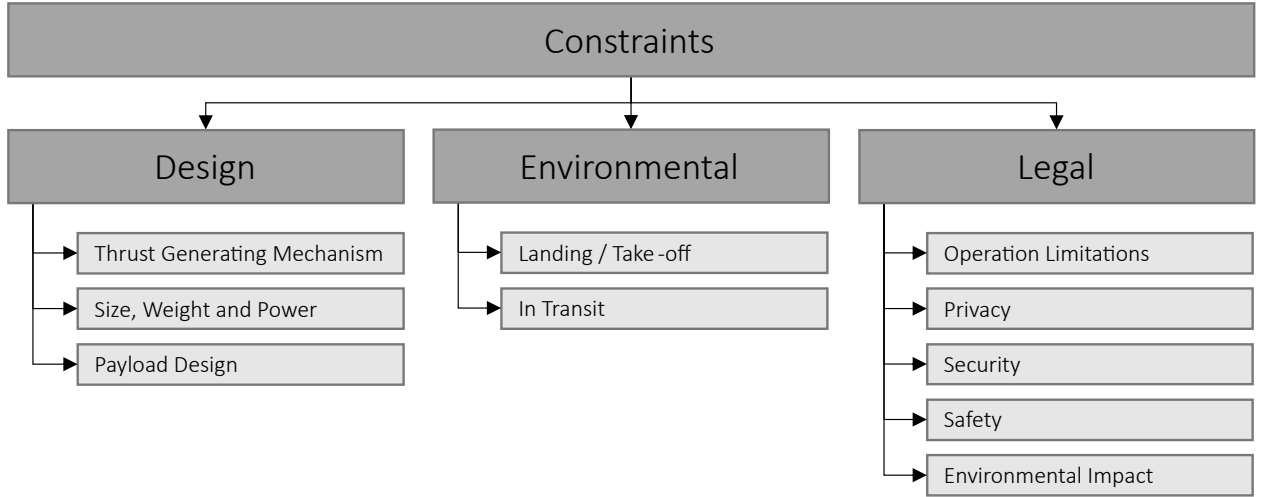 Constraints
Design
Thrust Generating Mechanism
Size, Weight and Power
Payload Design
Environmental
Landing / Take-off
In Transit
Legal
Operation Limitations
Privacy
Security
Safety
Environmental Impact